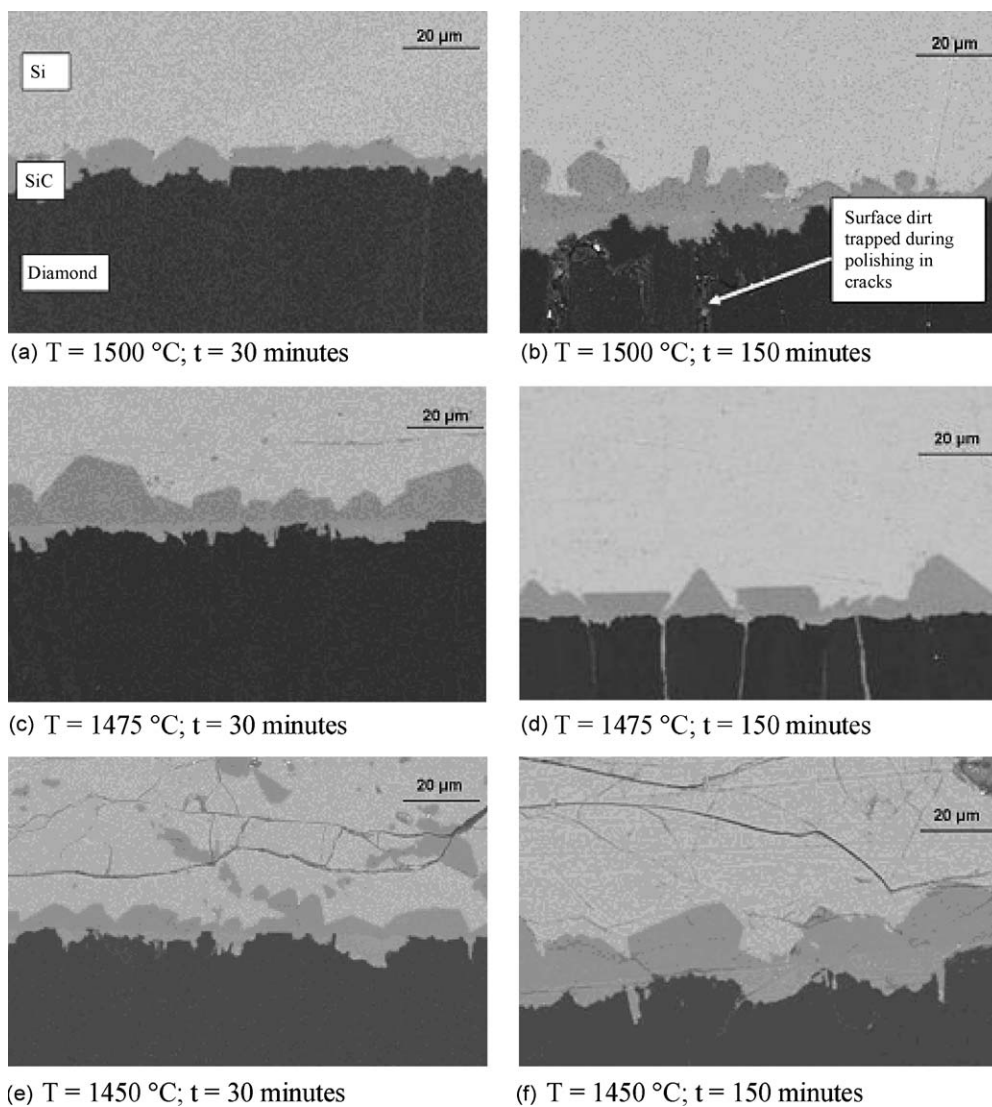 20 µm
20 µm
Si
SiC
Diamond
Surface dirt
trapped during
polishing in
cracks
(a) T = 1500 °C; t = 30 minutes
(b) T = 1500 °C; t = 150 minutes
20 µm
20 µm
(c) T = 1475 °C; t = 30 minutes
(d) T = 1475 °C; t = 150 minutes
20 µm
20 µm
(e) T = 1450 °C; t = 30 minutes
(f) T = 1450 °C; t = 150 minutes